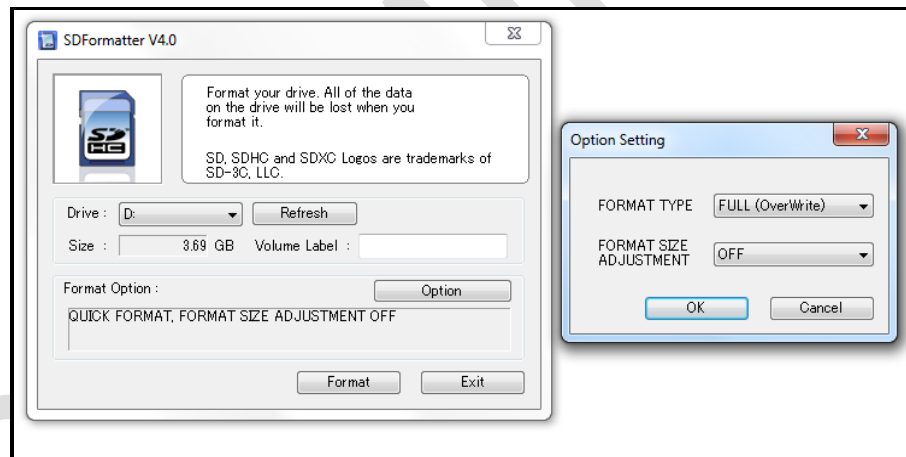 SDFormatter V4.0
Format your drive. All of the data
on the drive will be lost when you
format it.
SD, SDHC and SDXC Logos are trademarks of
SD-3C, LLC.
SD
HC
Drive : D: Refresh
Size : 3.69 GB Volume Label :
Format Option :
Option
QUICK FORMAT, FORMAT SIZE ADJUSTMENT OFF
Format Exit
Option Setting
FORMAT TYPE FULL (OverWrite)
FORMAT SIZE
ADJUSTMENT OFF
OK Cancel